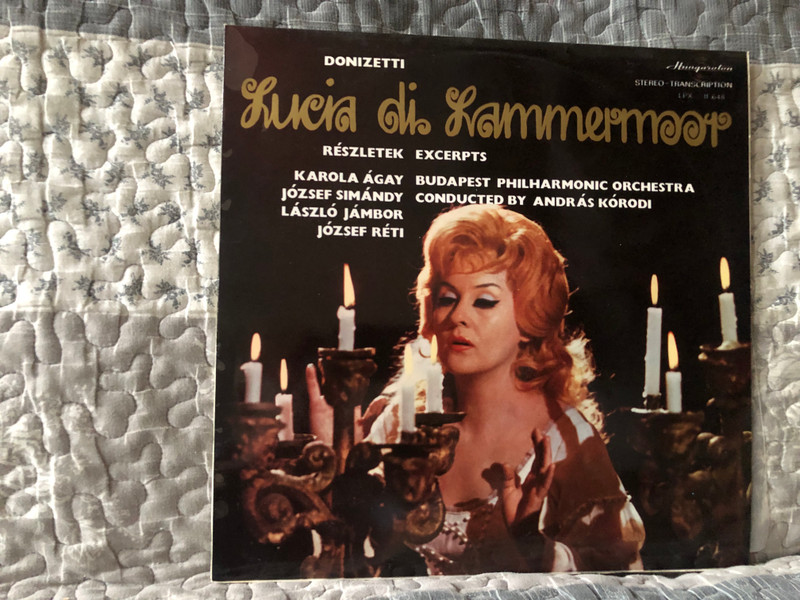 DONIZETTI
Hungaroton
STEREO-TRANSCRIPTION
LPX
Lucia di Lammermoor
RÉSZLETEK EXCERPTS
KAROLA ÁGAY BUDAPEST PHILHARMONIC ORCHESTRA
JÓZSEF SIMÁNDY CONDUCTED BY ANDRÁS KÓRODI
LÁSZLÓ JÁMBOR
JÓZSEF RÉTI